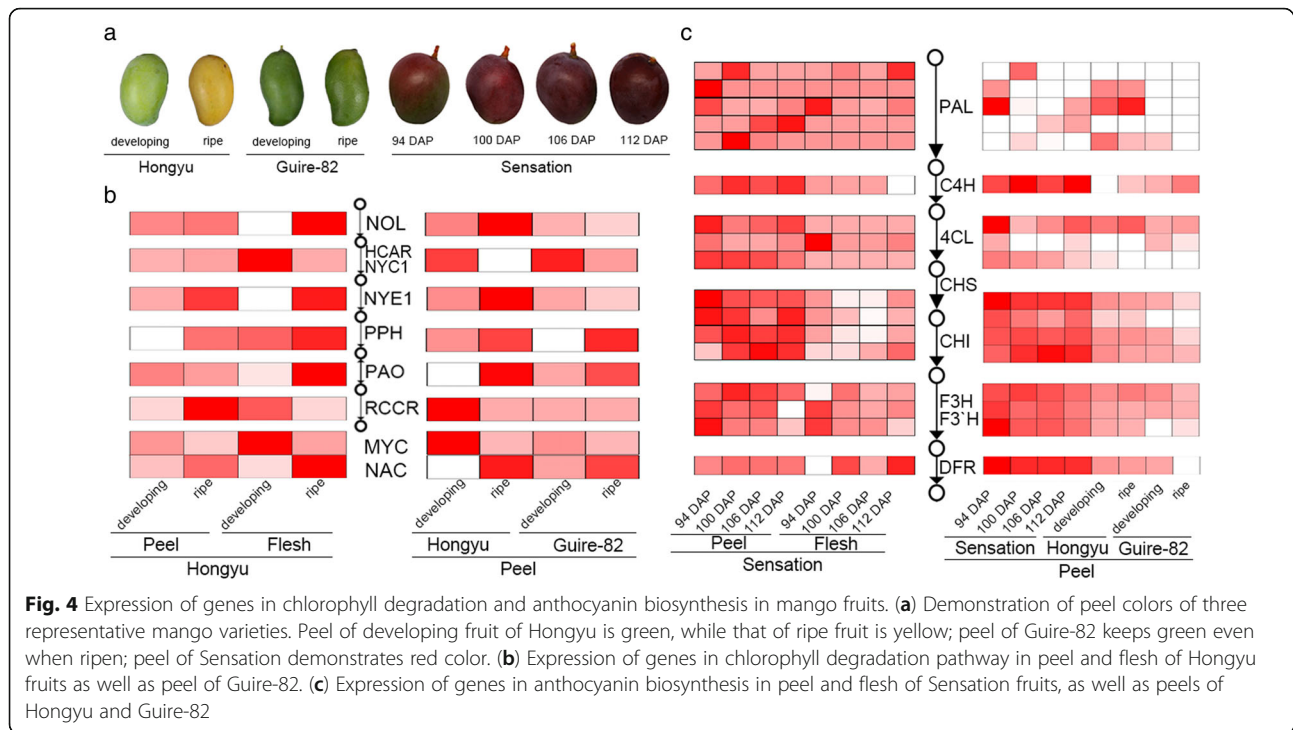 a
developing
ripe
Hongyu
developing
ripe
Guire-82
94 DAP
100 DAP
106 DAP
112 DAP
Sensation
b
NOL
HCAR
NYC1
NYE1
PPH
PAO
RCCR
MYC
NAC
developing
ripe
developing
ripe
Peel
Flesh
Hongyu
developing
ripe
developing
ripe
Hongyu
Guire-82
Peel
c
PAL
C4H
4CL
CHS
CHI
F3H
F3`H
DFR
94 DAP
100 DAP
106 DAP
112 DAP
94 DAP
100 DAP
106 DAP
112 DAP
Peel
Flesh
Sensation
94 DAP
100 DAP
106 DAP
112 DAP
developing
ripe
developing
ripe
Sensation
Hongyu
Guire-82
Peel
Fig. 4 Expression of genes in chlorophyll degradation and anthocyanin biosynthesis in mango fruits. (a) Demonstration of peel colors of three
representative mango varieties. Peel of developing fruit of Hongyu is green, while that of ripe fruit is yellow; peel of Guire-82 keeps green even
when ripen; peel of Sensation demonstrates red color. (b) Expression of genes in chlorophyll degradation pathway in peel and flesh of Hongyu
fruits as well as peel of Guire-82. (c) Expression of genes in anthocyanin biosynthesis in peel and flesh of Sensation fruits, as well as peels of
Hongyu and Guire-82